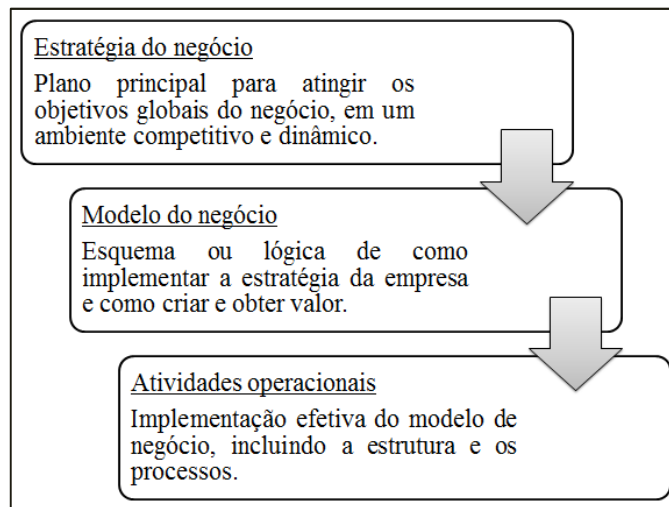 Estratégia do negócio
Plano principal para atingir os
objetivos globais do negócio, em um
ambiente competitivo e dinâmico.
Modelo do negócio
Esquema ou lógica de como
implementar a estratégia da empresa
e como criar e obter valor.
Atividades operacionais
Implementação efetiva do modelo de
negócio, incluindo a estrutura e os
processos.